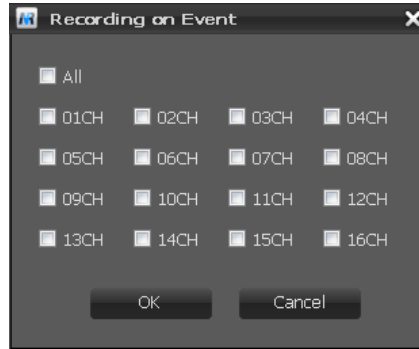 Recording on Event
All
01CH 02CH 03CH 04CH
05CH 06CH 07CH 08CH
09CH 10CH 11CH 12CH
13CH 14CH 15CH 16CH
OK Cancel